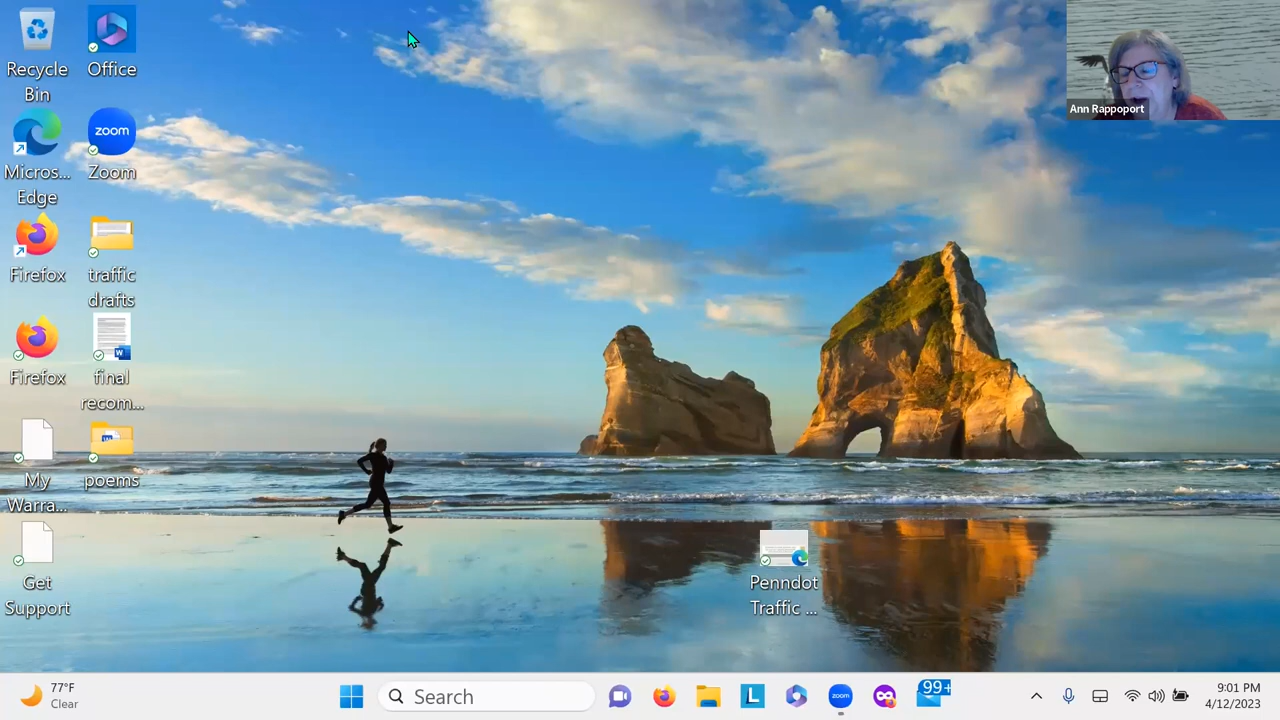 Recycle
Bin
Office
Ann Rappoport
Micros...
Edge
zoom
Zoom
Firefox
traffic
drafts
Firefox
final
recom...
My
Warra...
poems
Get
Support
Penndot
Traffic ...
77°F
Clear
Search
L
zoom
99+
9:01 PM
4/12/2023